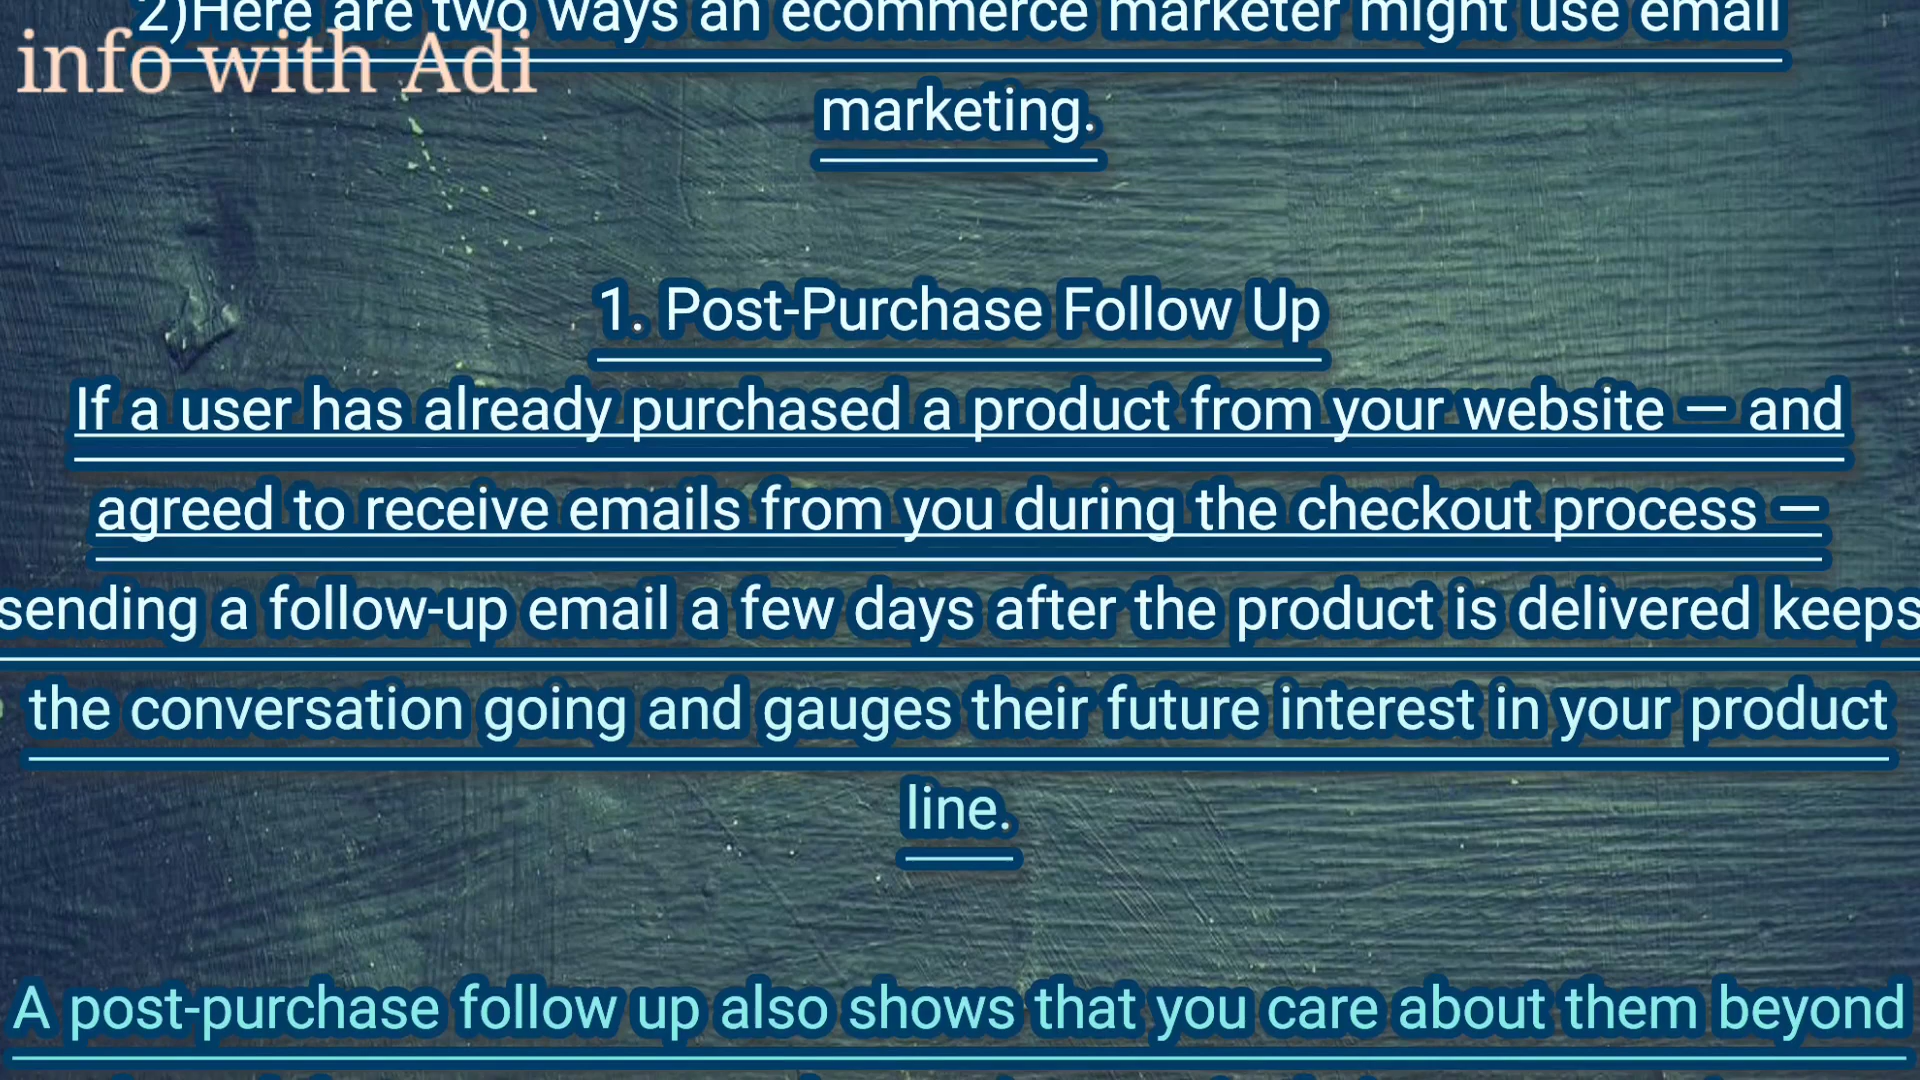 2)Here are two ways an ecommerce marketer might use email
info with Adi
marketing.
1. Post-Purchase Follow Up
If a user has already purchased a product from your website — and
agreed to receive emails from you during the checkout process —
sending a follow-up email a few days after the product is delivered keeps
the conversation going and gauges their future interest in your product
line.
A post-purchase follow up also shows that you care about them beyond